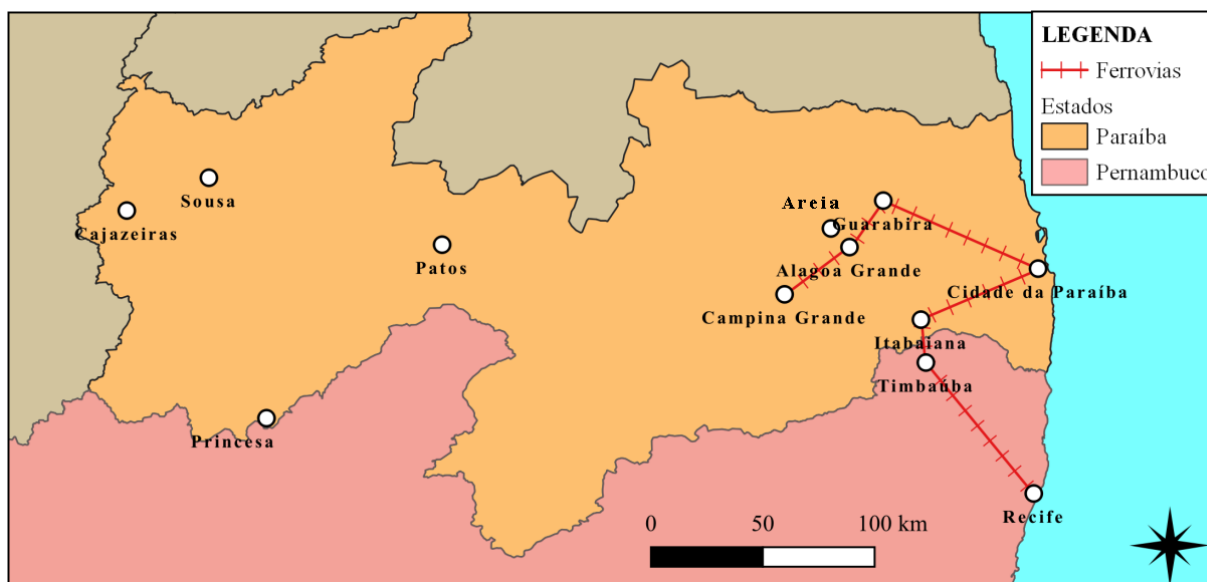 LEGENDA
Ferrovias
Estados
Paraíba
Pernambuco
Sousa
Cajazeiras
Patos
Areia
Guarabira
Alagoa Grande
Campina Grande
Cidade da Paraíba
Itabaiana
Timbaúba
Princesa
Recife
0 50 100 km